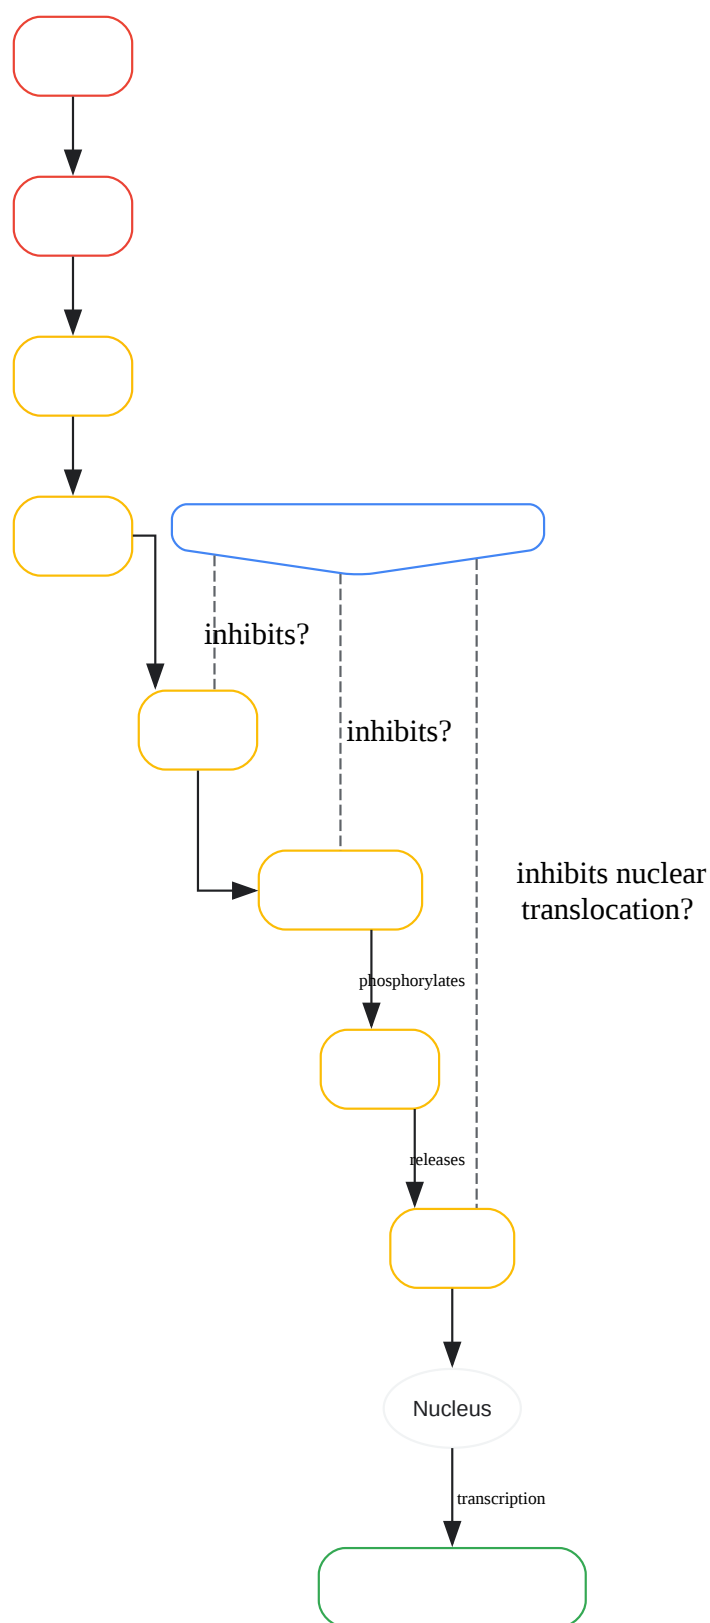 inhibits?
inhibits?
inhibits nuclear
translocation?
phosphorylates
releases
Nucleus
transcription